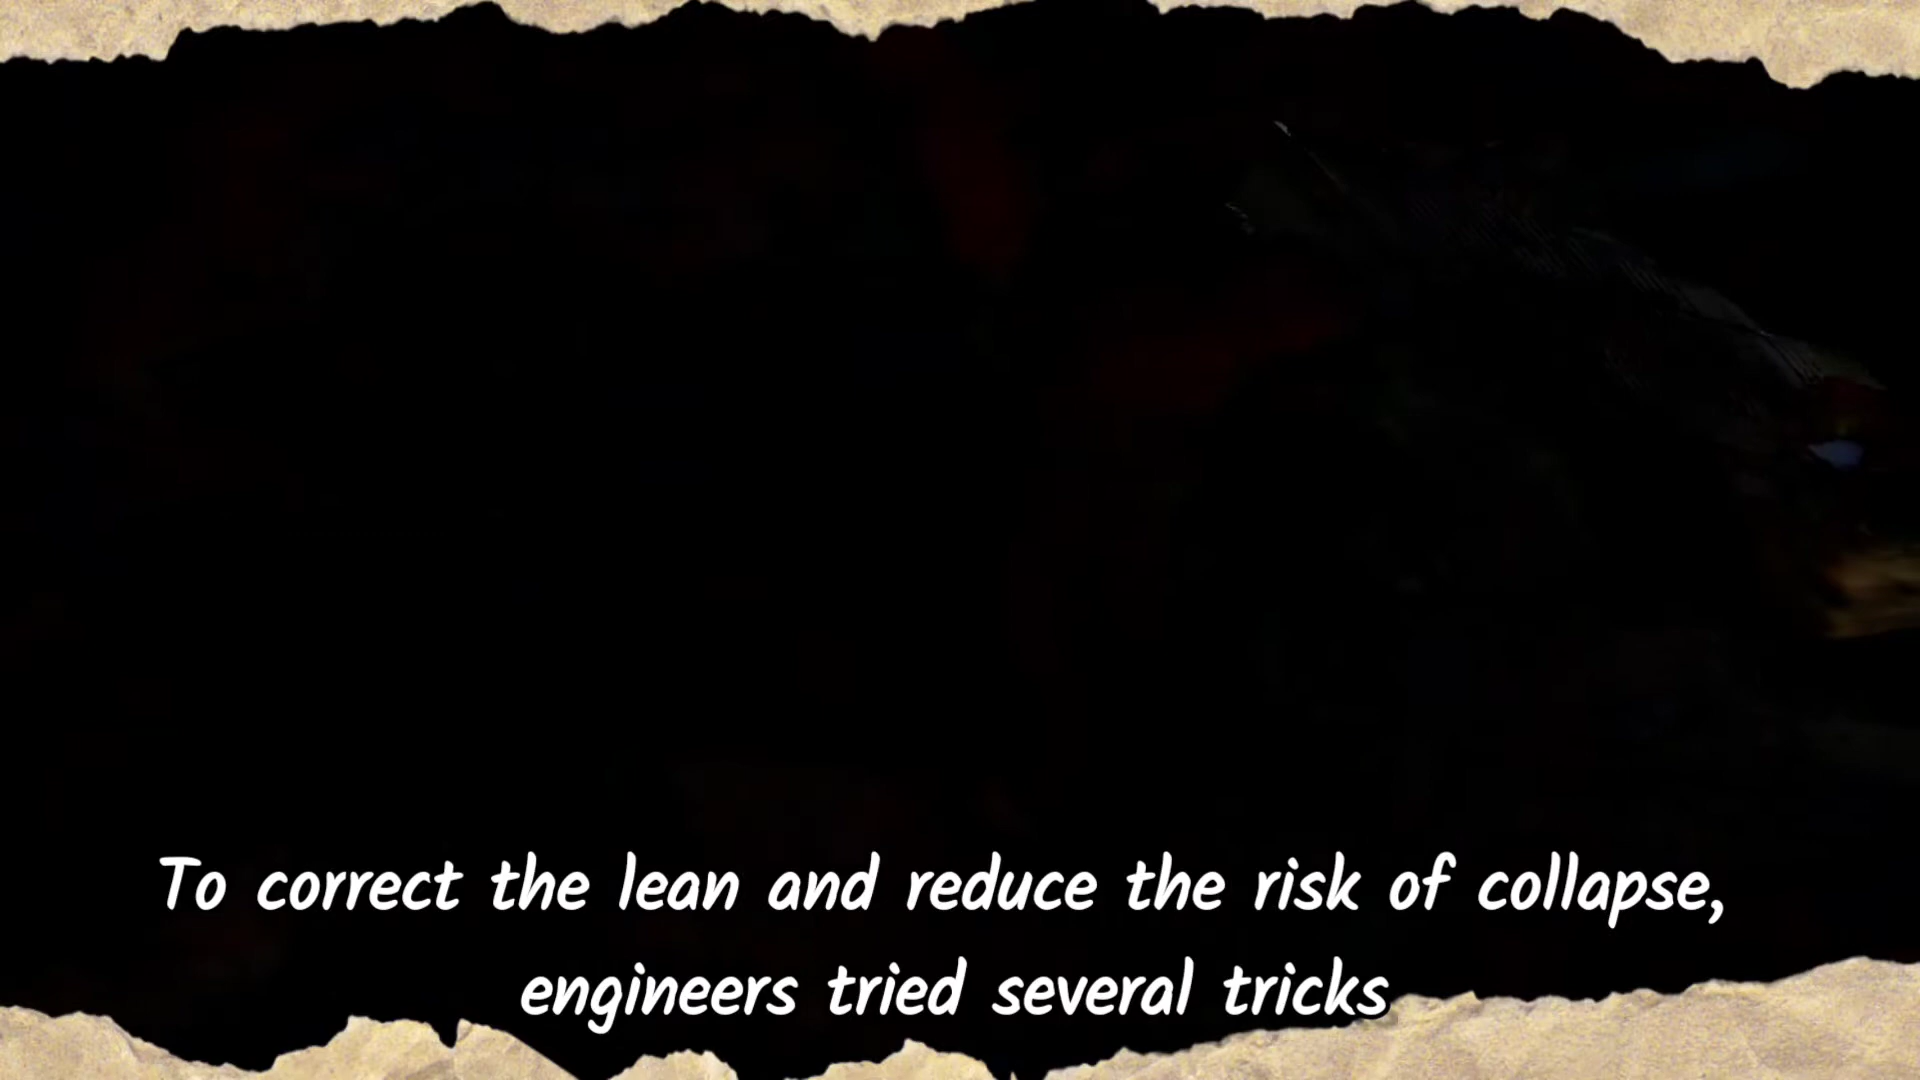 To correct the lean and reduce the risk of collapse,
engineers tried several tricks